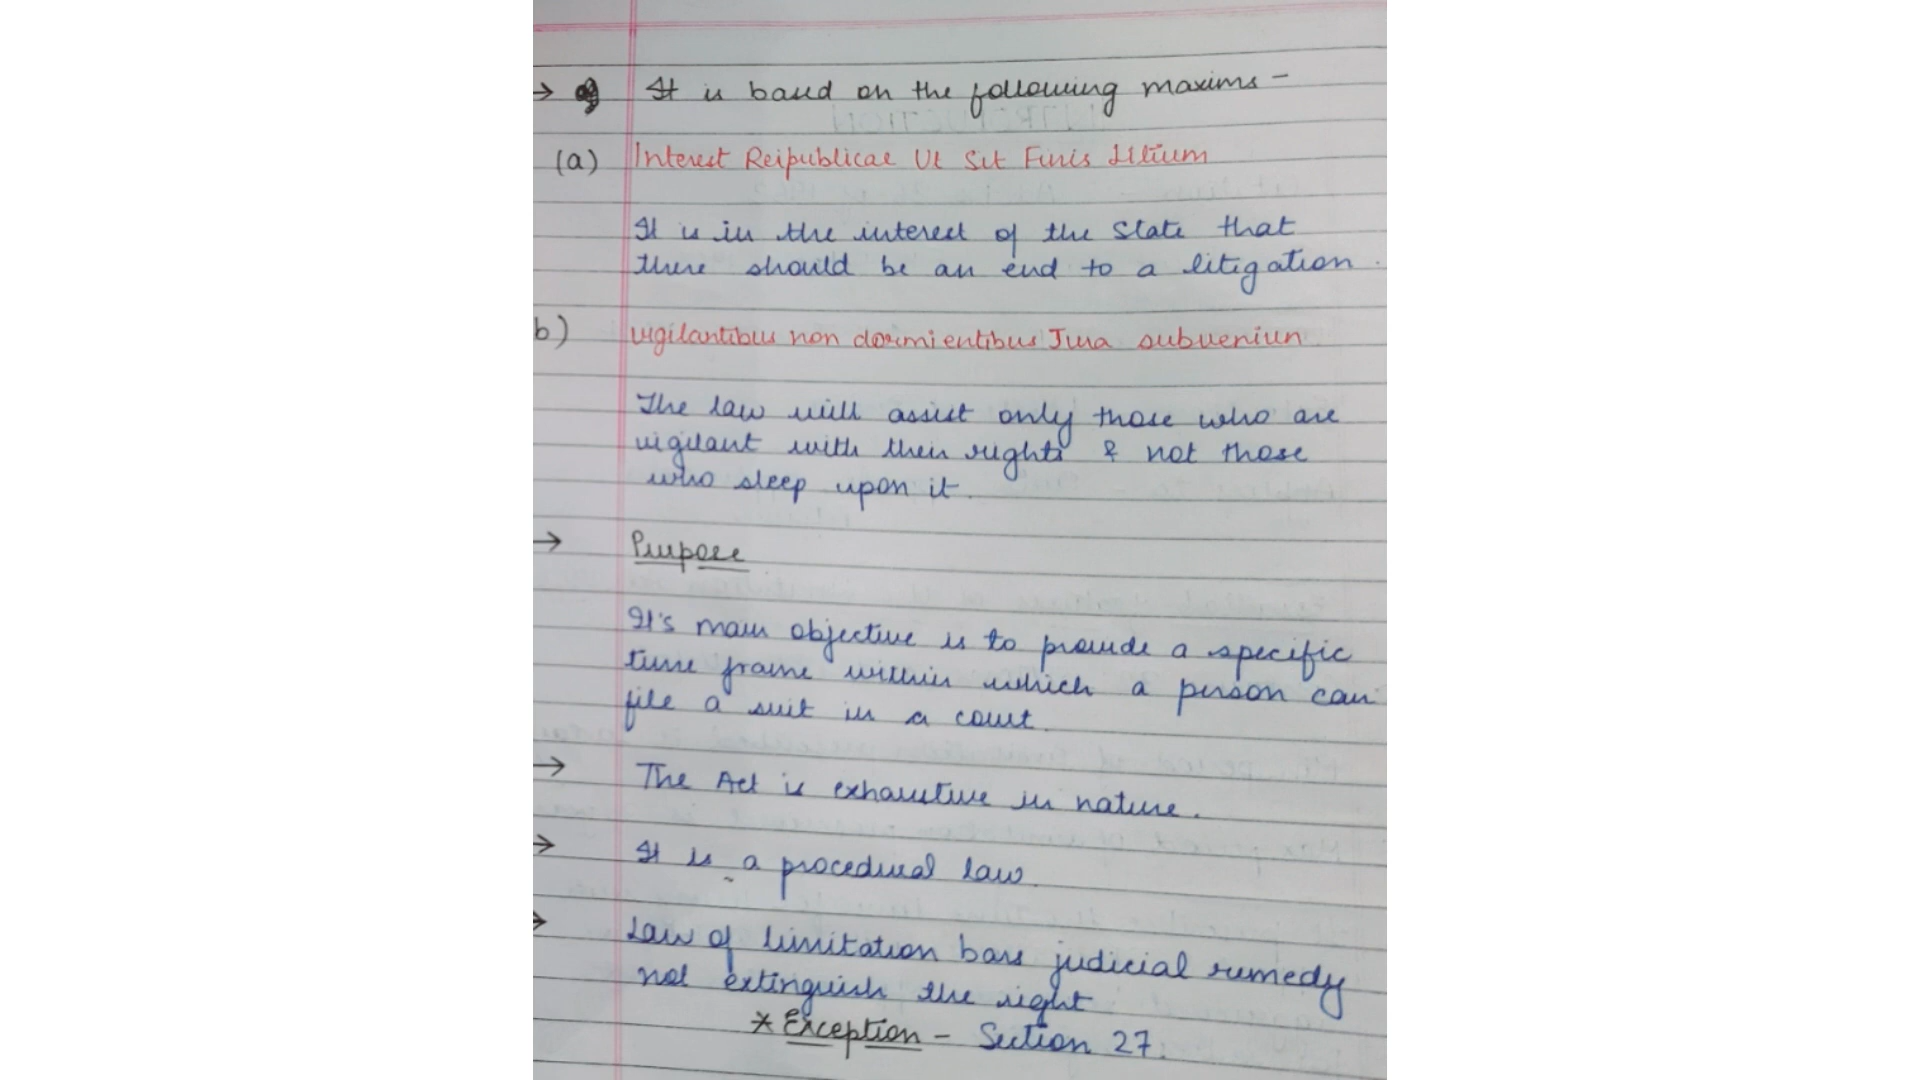 → It is based on the following maxims -
(a) Interest Reipublicae Ut Sit Finis Litium
It is in the interest of the State that
there should be an end to a litigation.
b) vigilantibus non dormientibus Jura subveniun
The law will assist only those who are
vigilant with their rights & not those
who sleep upon it.
→ Purpose
It's main objective is to provide a specific
time frame within which a person can
file a suit in a court.
→ The Act is exhaustive in nature.
→ It is a procedural law.
→ Law of limitation bars judicial remedy
not extinguish the right
* Exception - Section 27.